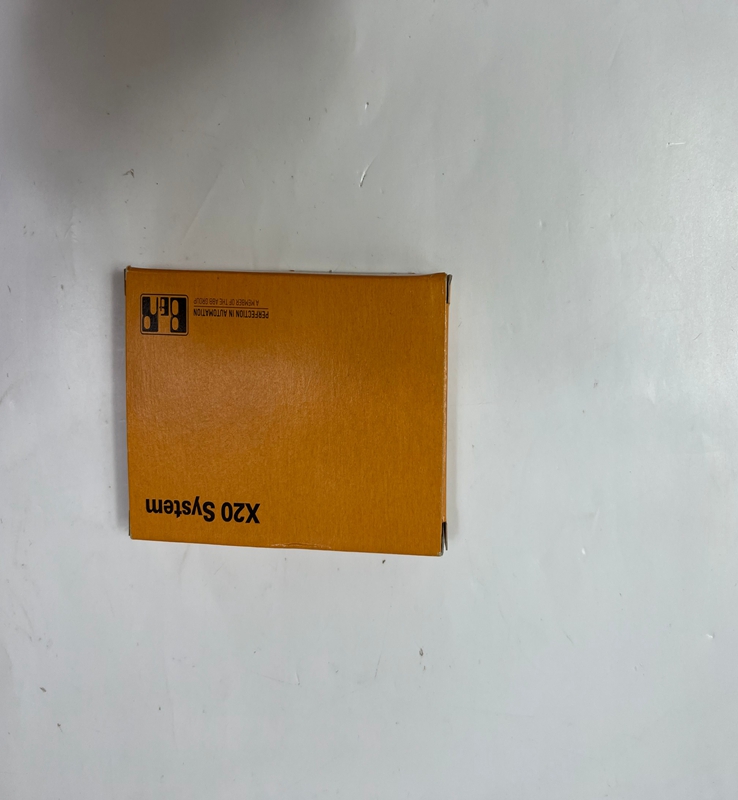 X20 System
PERFECTION IN AUTOMATION
A MEMBER OF THE ABB GROUP
B&R